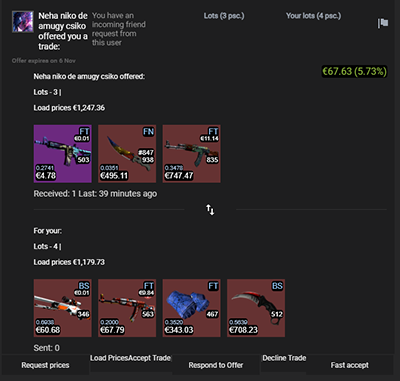 Neha niko de amugy csiko offered you a trade:
You have an incoming friend request from this user
Lots (3 psc.)
Your lots (4 psc.)
Offer expires on 6 Nov
€67.63 (5.73%)
Neha niko de amugy csiko offered:
Lots - 3 |
Load prices €1,247.36
FT
€0.01
503
0.2741
€4.78
FN
#847
938
0.0351
€495.11
FT
€11.14
835
0.3478
€747.47
Received: 1 Last: 39 minutes ago
For your:
Lots - 4 |
Load prices €1,179.73
BS
€0.01
346
0.6938
€60.68
FT
€9.84
563
0.2000
€67.79
FT
467
0.3520
€343.03
BS
512
0.5639
€708.23
Sent: 0
Request prices
Load PricesAccept Trade
Respond to Offer
Decline Trade
Fast accept